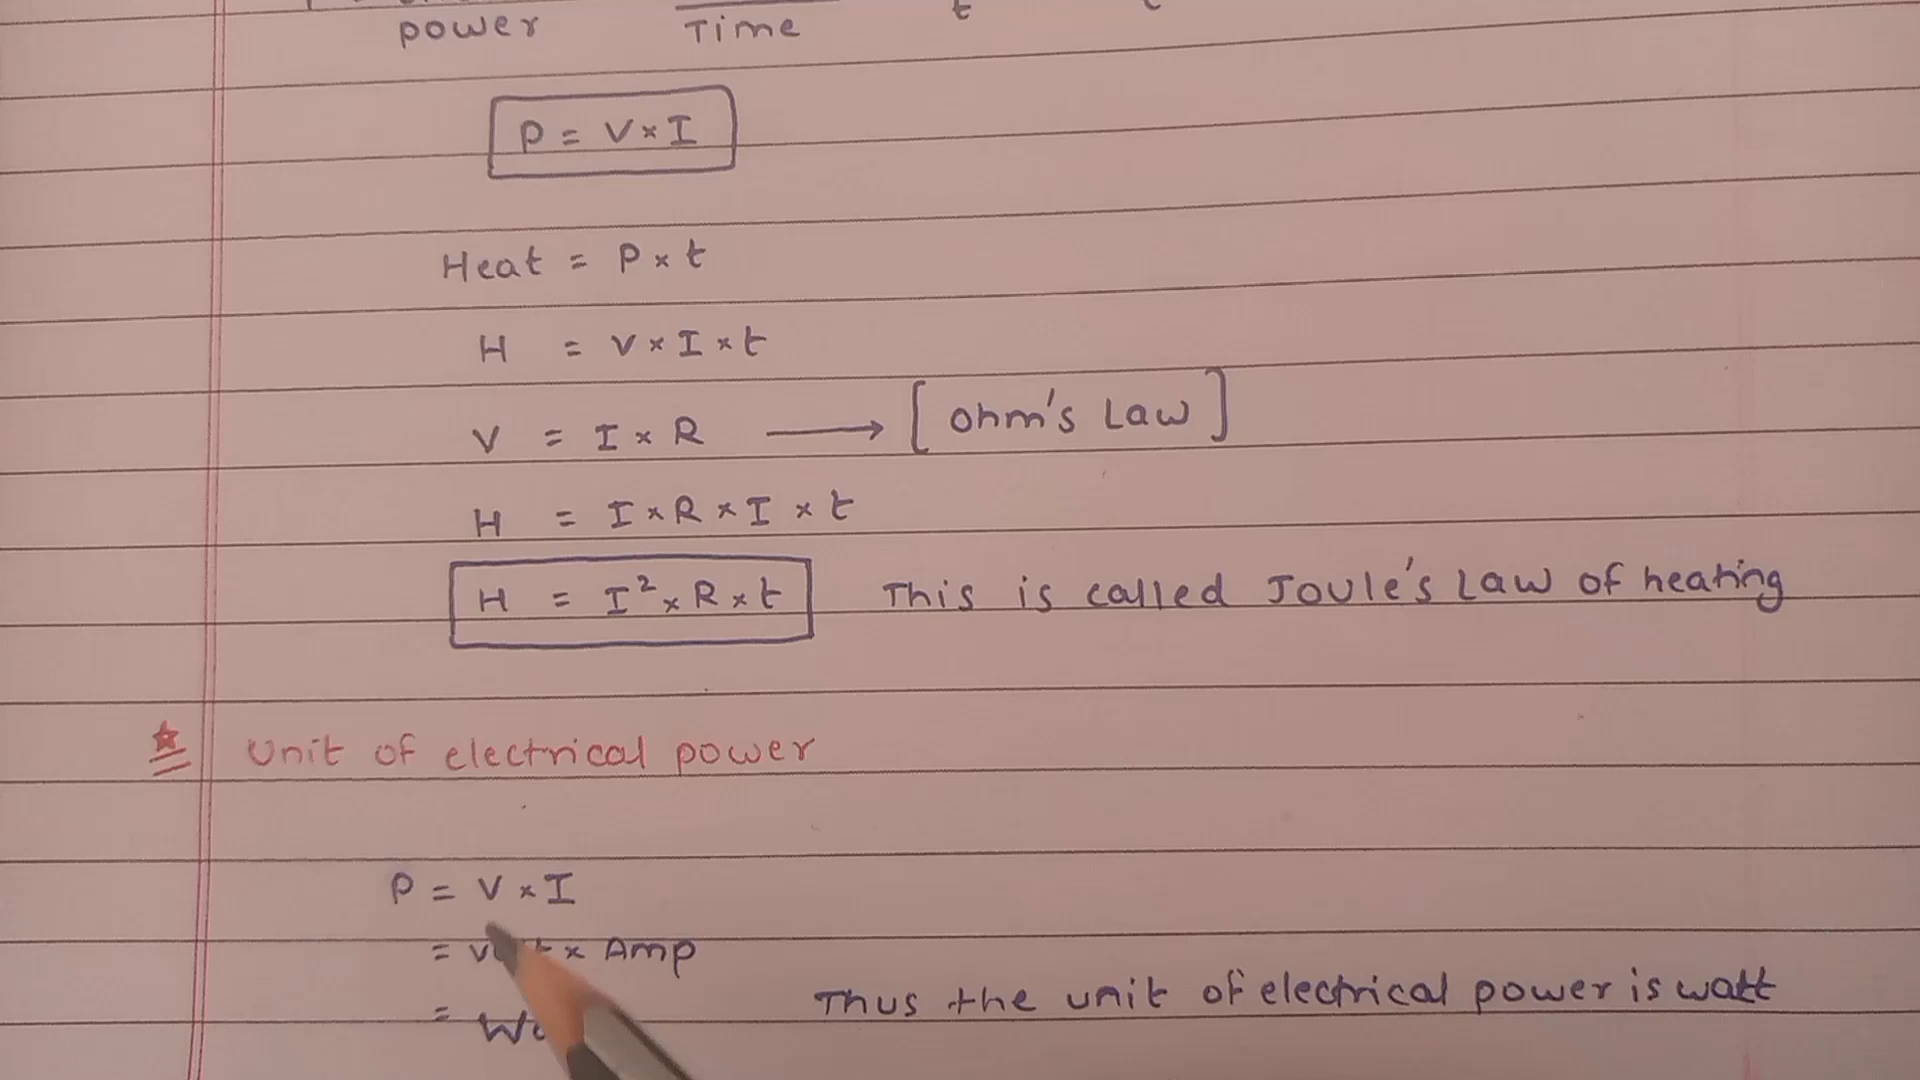 power Time t
P = V × I
Heat = P × t
H = V × I × t
V = I × R → [ ohm's Law ]
H = I × R × I × t
H = I² × R × t This is called Joule's Law of heating
Unit of electrical power
P = V × I
= × Amp
= Thus the unit of electrical power is watt